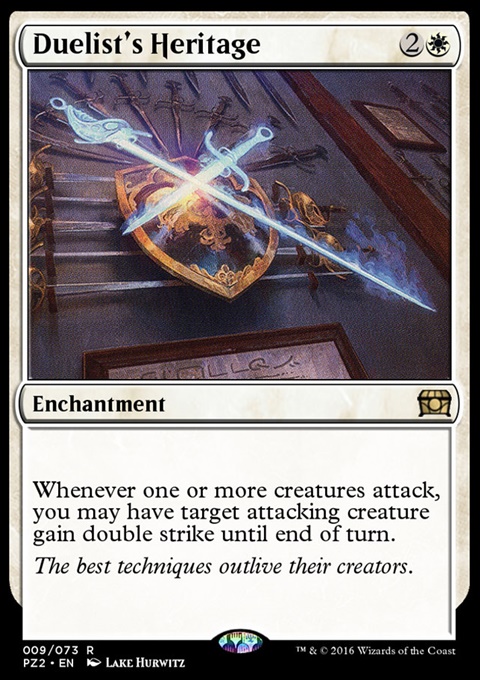 Duelist's Heritage 2
Enchantment
Whenever one or more creatures attack,
you may have target attacking creature
gain double strike until end of turn.
The best techniques outlive their creators.
009/073 R
PZ2 • EN Lake Hurwitz
™ & © 2016 Wizards of the Coast